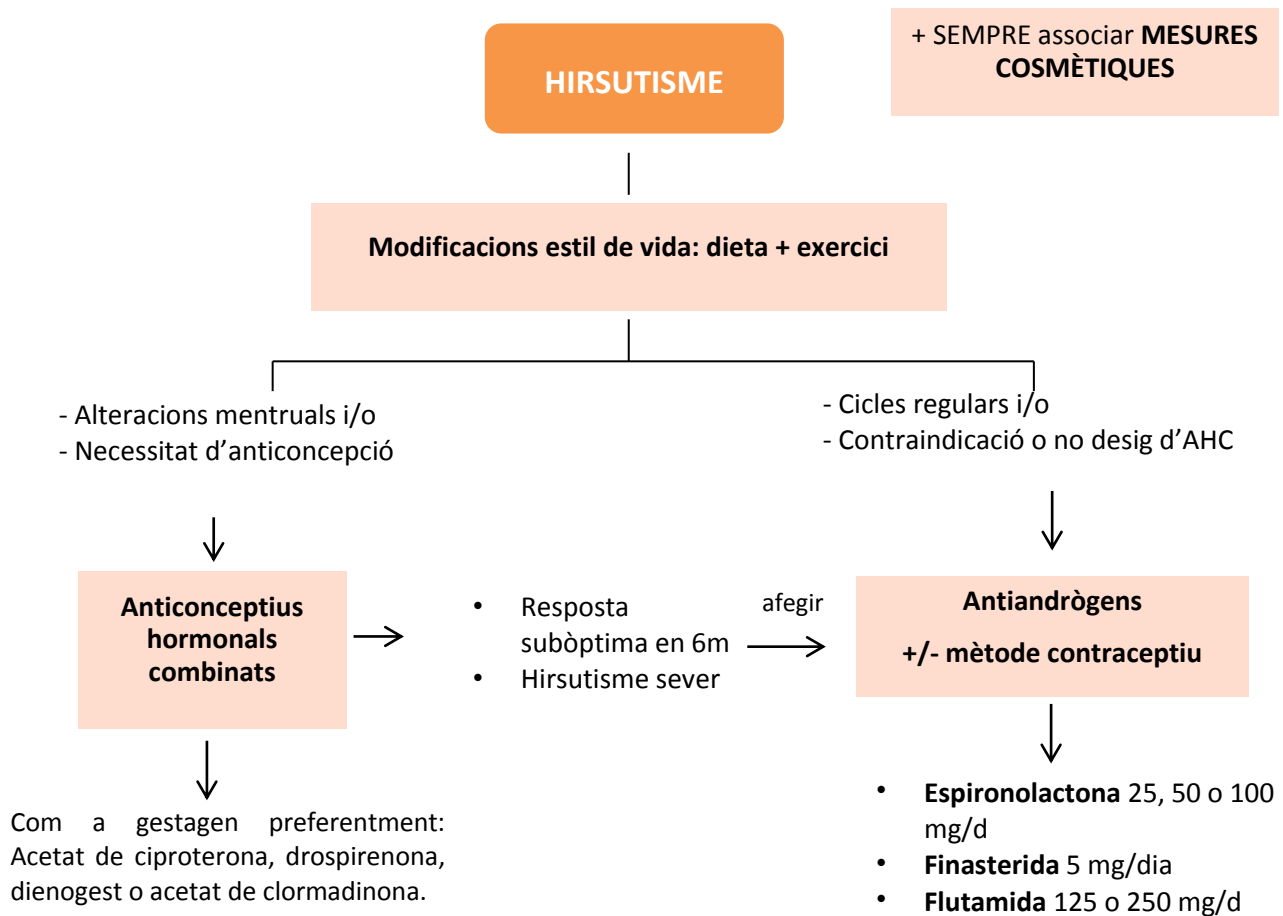 HIRSUTISME
+ SEMPRE associar MESURES
COSMÈTIQUES
Modificacions estil de vida: dieta + exercici
- Alteracions mentruals i/o
- Necessitat d’anticoncepció
- Cicles regulars i/o
- Contraindicació o no desig d’AHC
Anticonceptius
hormonals
combinats
• Resposta
subòptima en 6m
• Hirsutisme sever
afegir
Antiandrògens
+/- mètode contraceptiu
Com a gestagen preferentment:
Acetat de ciproterona, drospirenona,
dienogest o acetat de clormadinona.
• Espironolactona 25, 50 o 100
mg/d
• Finasterida 5 mg/dia
• Flutamida 125 o 250 mg/d